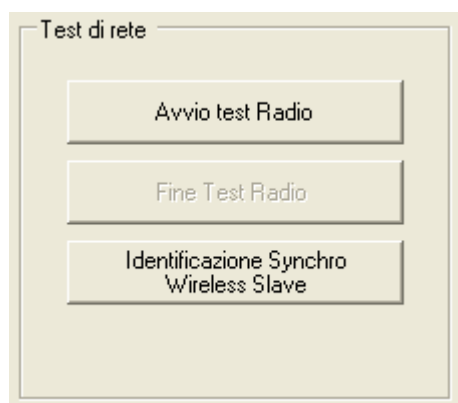 Test di rete
Avvio test Radio
Fine Test Radio
Identificazione Synchro
Wireless Slave